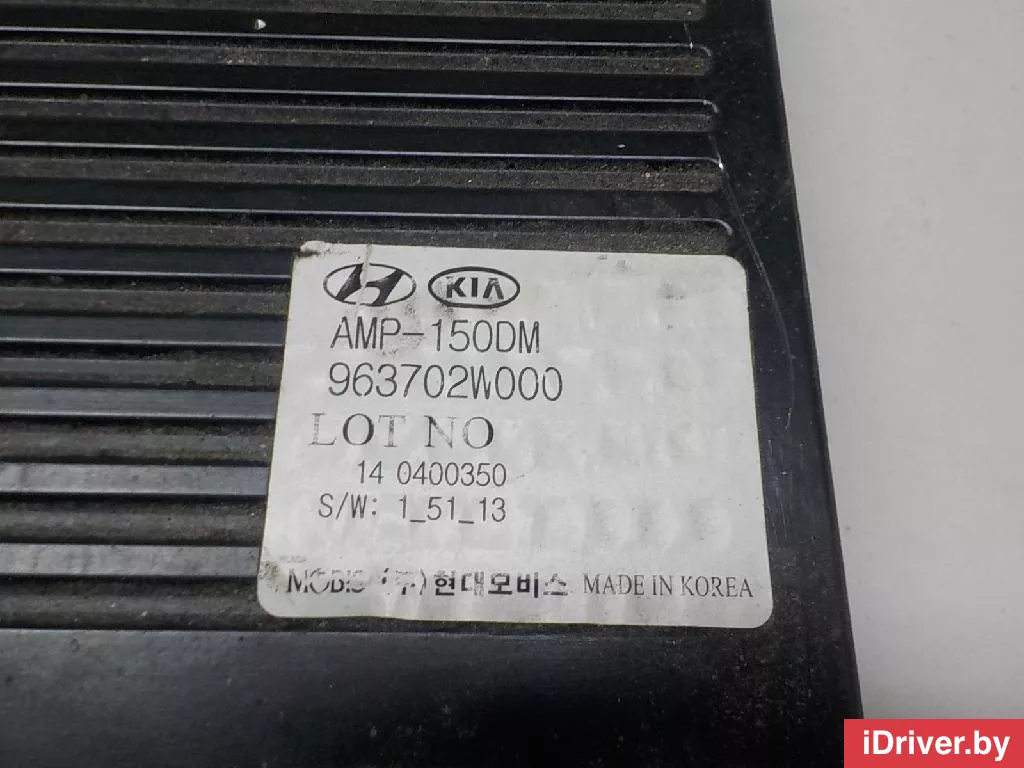 KIA
AMP-150DM
963702W000
LOT NO
14 0400350
S/W: 1_51_13
MOBIS (주)현대모비스 MADE IN KOREA
iDriver.by